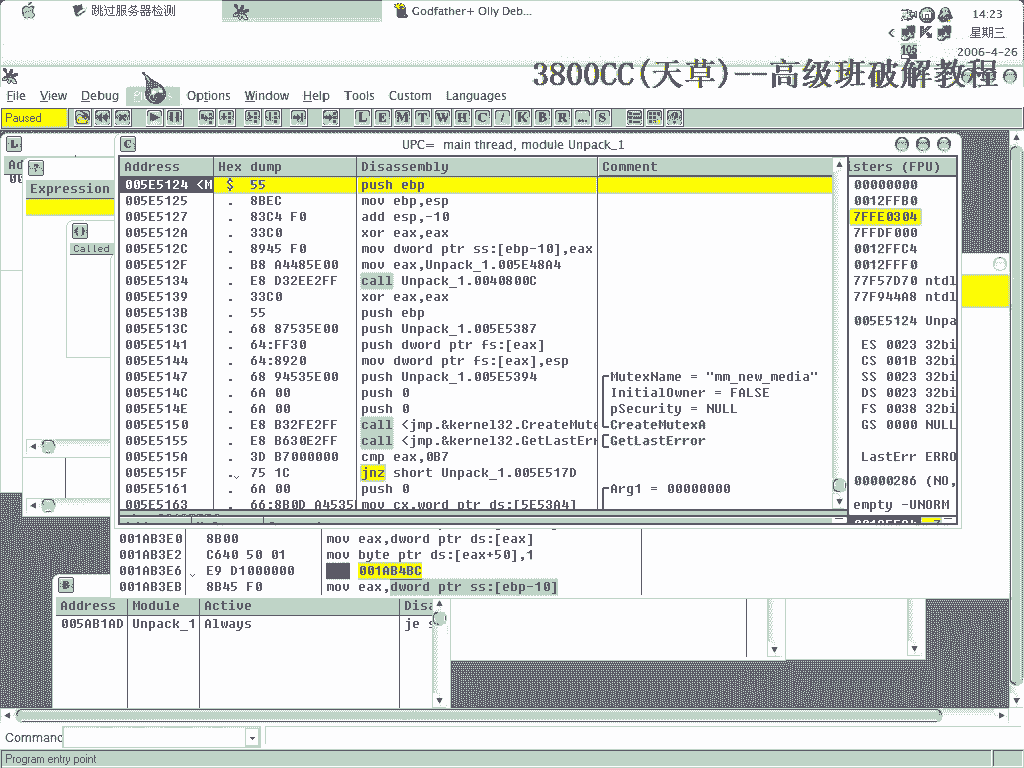 跳过服务器检测
Godfather+ Olly Deb...
14:23
星期三
105
2006-4-26
3800CC(天草)--高级班破解教程
File View Debug Options Window Help Tools Custom Languages
Paused
L E M T W H C / K B R ... S
UPC= main thread, module Unpack_1
Address Hex dump Disassembly Comment isters (FPU)
005E5124 <M $ 55 push ebp 00000000
005E5125 . 8BEC mov ebp,esp 0012FFB0
005E5127 . 83C4 F0 add esp,-10 7FFE0304
005E512A . 33C0 xor eax,eax 7FFDF000
005E512C . 8945 F0 mov dword ptr ss:[ebp-10],eax 0012FFC4
005E512F . B8 A4485E00 mov eax,Unpack_1.005E48A4 0012FFF0
005E5134 . E8 D32EE2FF call Unpack_1.0040800C 77F57D70 ntdl
005E5139 . 33C0 xor eax,eax 77F944A8 ntdl
005E513B . 55 push ebp
005E513C . 68 87535E00 push Unpack_1.005E5387 005E5124 Unpa
005E5141 . 64:FF30 push dword ptr fs:[eax] ES 0023 32bi
005E5144 . 64:8920 mov dword ptr fs:[eax],esp CS 001B 32bi
005E5147 . 68 94535E00 push Unpack_1.005E5394 MutexName = "mm_new_media" SS 0023 32bi
005E514C . 6A 00 push 0 InitialOwner = FALSE DS 0023 32bi
005E514E . 6A 00 push 0 pSecurity = NULL FS 0038 32bi
005E5150 . E8 B32FE2FF call <jmp.&kernel32.CreateMute CreateMutexA GS 0000 NULL
005E5155 . E8 B630E2FF call <jmp.&kernel32.GetLastErr GetLastError
005E515A . 3D B7000000 cmp eax,0B7 LastErr ERRO
005E515F . 75 1C jnz short Unpack_1.005E517D
005E5161 . 6A 00 push 0 Arg1 = 00000000 00000286 (NO,
005E5163 . 66:8B0D A4535 mov cx,word ptr ds:[5E53A4] empty -UNORM
Expression
Called
001AB3E0 8B00 mov eax,dword ptr ds:[eax]
001AB3E2 C640 50 01 mov byte ptr ds:[eax+50],1
001AB3E6 E9 D1000000 001AB4BC
001AB3EB 8B45 F0 mov eax,dword ptr ss:[ebp-10]
Address Module Active Disa
005AB1AD Unpack_1 Always je s
Command
Program entry point